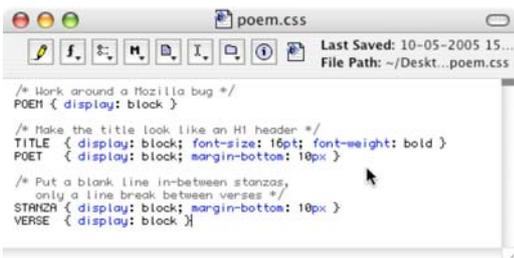 poem.css
Last Saved: 10-05-2005 15...
File Path: ~/Deskt...poem.css
/* Work around a Mozilla bug */
POEM { display: block }
/* Make the title look like an H1 header */
TITLE { display: block; font-size: 16pt; font-weight: bold }
POET { display: block; margin-bottom: 10px }
/* Put a blank line in-between stanzas,
only a line break between verses */
STANZA { display: block; margin-bottom: 10px }
VERSE { display: block }